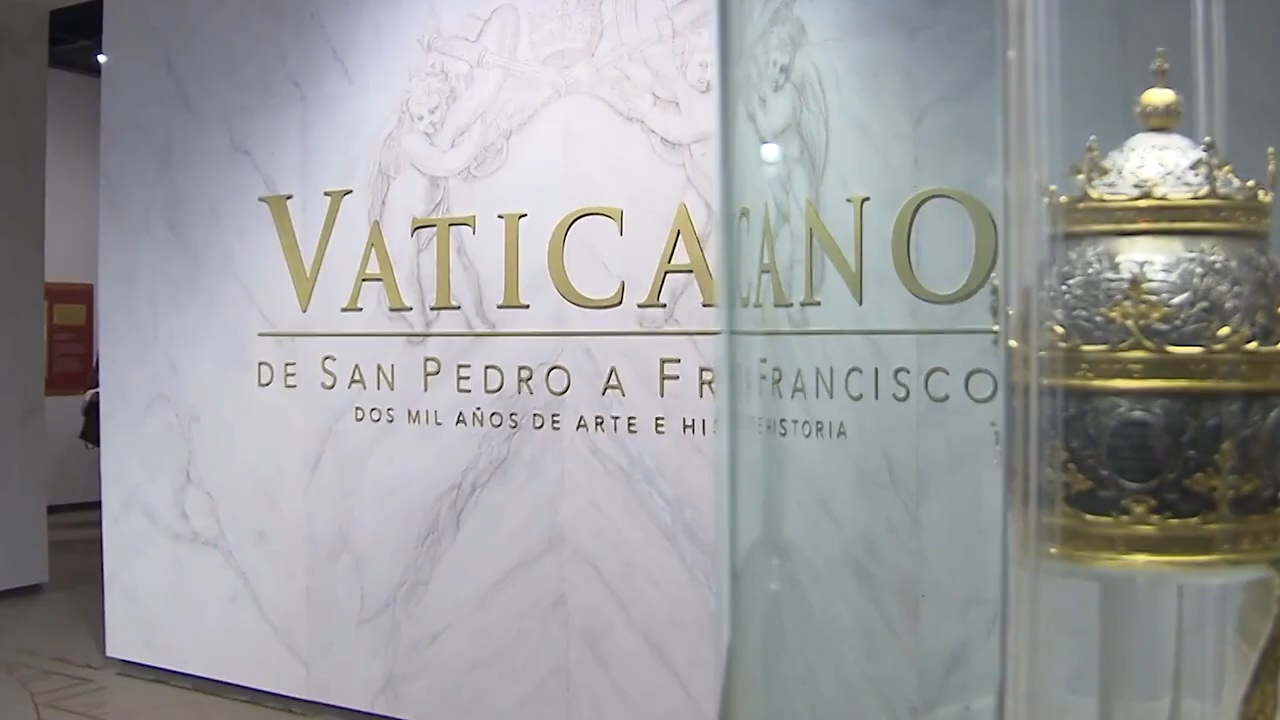 VATICANO
DE SAN PEDRO A FRANCISCO
DOS MIL AÑOS DE ARTE E HISTORIA